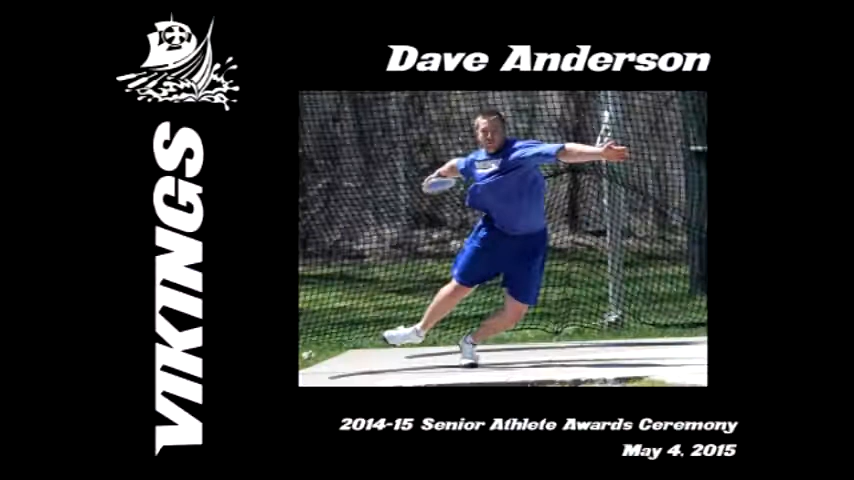 Dave Anderson
VIKINGS
2014-15 Senior Athlete Awards Ceremony
May 4, 2015